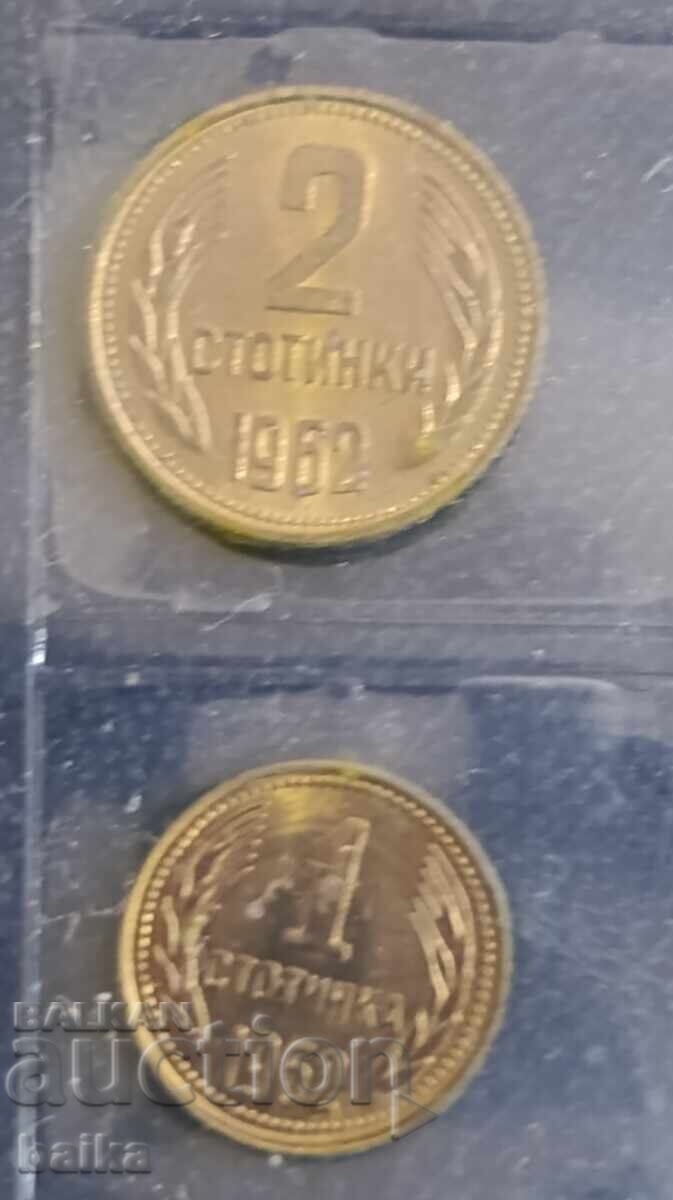 2
СТОТИНКИ
1962
1
СТОТИНКА
BALKAN
auction
baika